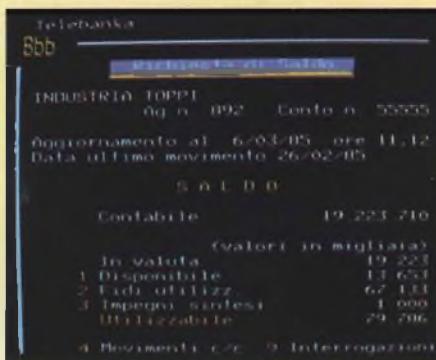 Telebanka
Bbb
Richiesta di Saldo
INDUSTRIA TOPPI
Ag n 892 Conto n 55555
Aggiornamento al 6/03/85 ore 11.12
Data ultimo movimento 26/02/85
S A L D O
Contabile 19.223.710
(valori in migliaia)
In valuta 19 223
1 Disponibile 13 653
2 Fidi utilizz. 67 133
3 Impegni sintesi 1 000
Utilizzabile 79 786
4 Movimenti c/c 9 Interrogazioni